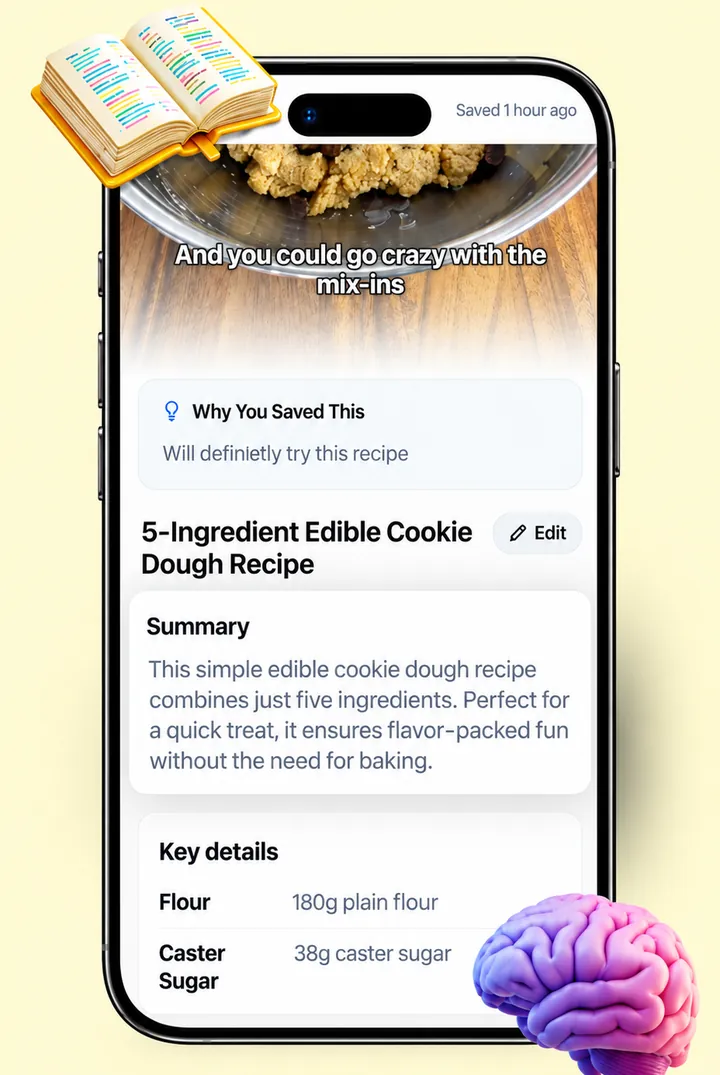 Saved 1 hour ago
And you could go crazy with the
mix-ins
Why You Saved This
Will definietly try this recipe
5-Ingredient Edible Cookie
Dough Recipe
Edit
Summary
This simple edible cookie dough recipe
combines just five ingredients. Perfect for
a quick treat, it ensures flavor-packed fun
without the need for baking.
Key details
Flour 180g plain flour
Caster 38g caster sugar
Sugar